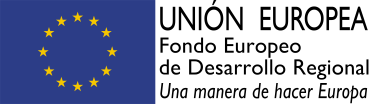 UNIÓN EUROPEA
Fondo Europeo
de Desarrollo Regional
Una manera de hacer Europa